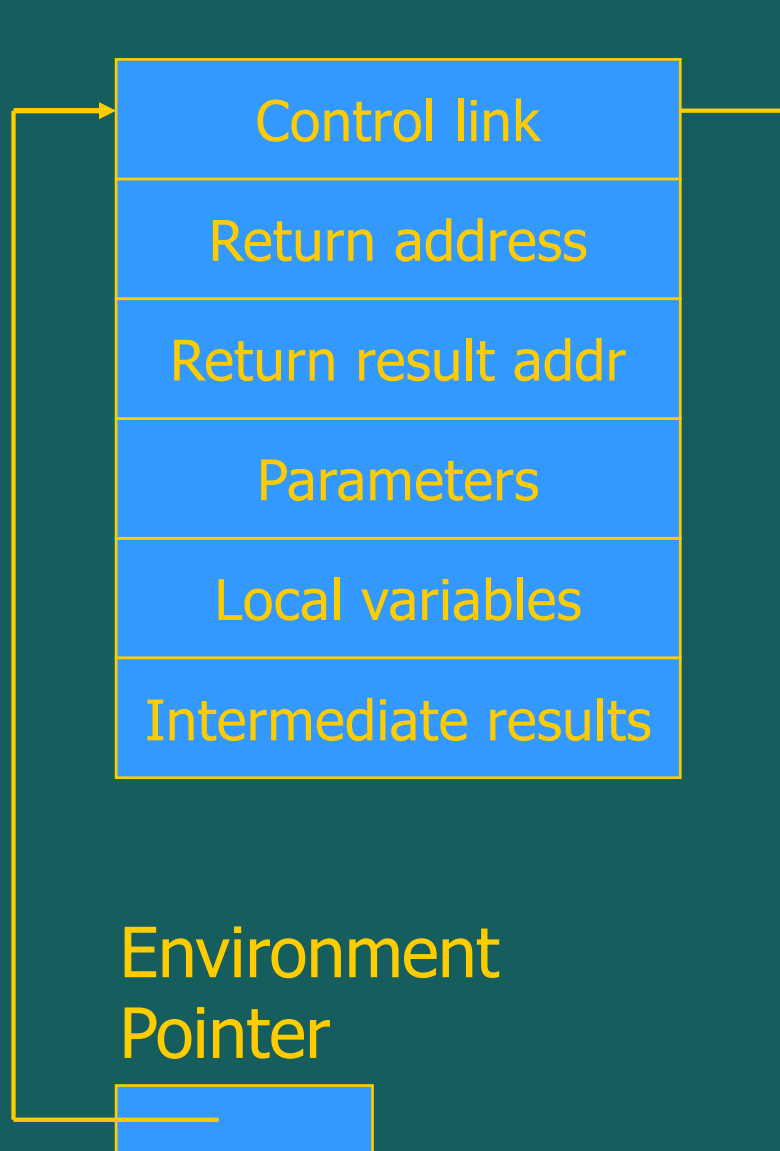 Control link
Return address
Return result addr
Parameters
Local variables
Intermediate results
Environment
Pointer